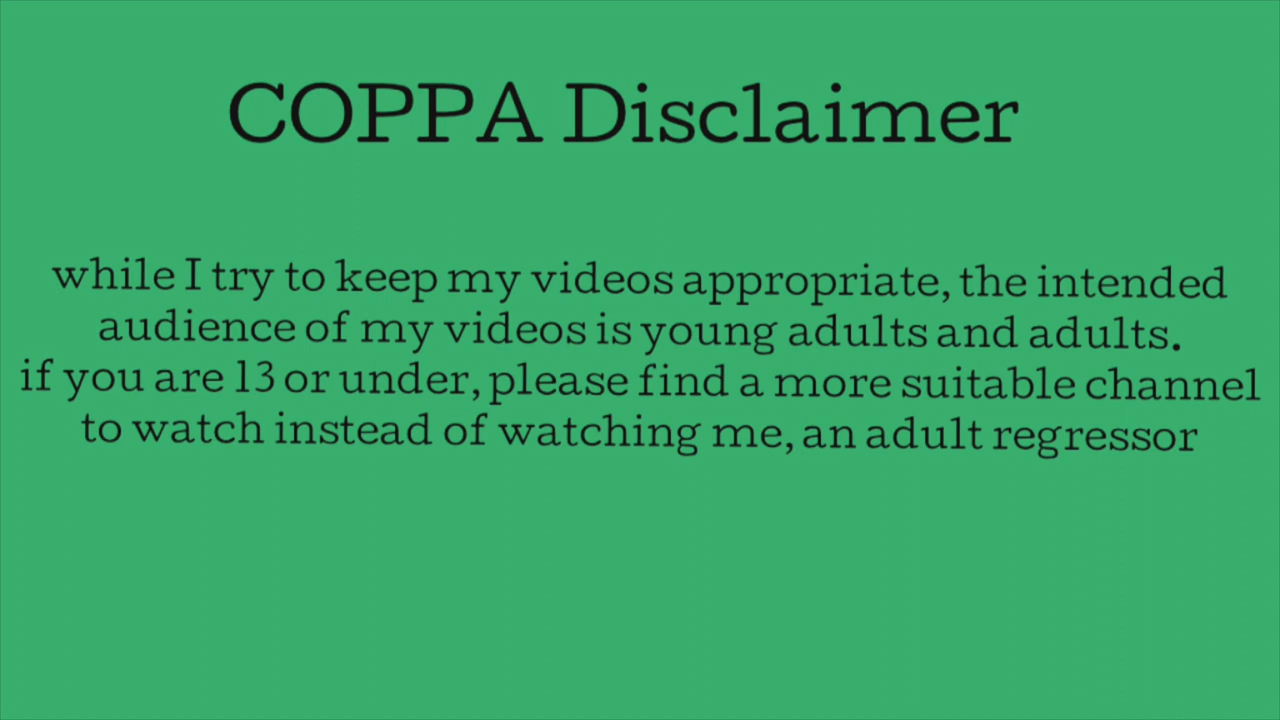 COPPA Disclaimer
while I try to keep my videos appropriate, the intended
audience of my videos is young adults and adults.
if you are 13 or under, please find a more suitable channel
to watch instead of watching me, an adult regressor